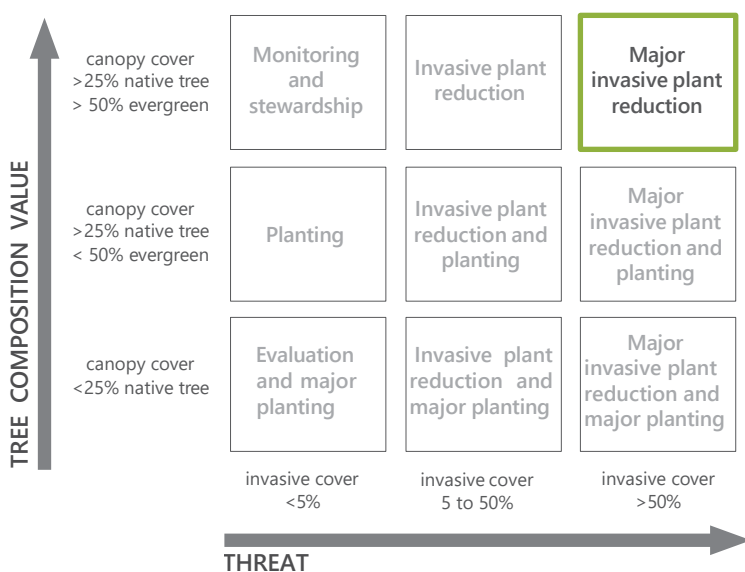 TREE COMPOSITION VALUE
canopy cover
>25% native tree
> 50% evergreen
Monitoring
and
stewardship
Invasive plant
reduction
Major
invasive plant
reduction
canopy cover
>25% native tree
< 50% evergreen
Planting
Invasive plant
reduction and
planting
Major
invasive plant
reduction and
planting
canopy cover
<25% native tree
Evaluation
and major
planting
Invasive plant
reduction and
major planting
Major
invasive plant
reduction and
major planting
invasive cover
<5%
invasive cover
5 to 50%
invasive cover
>50%
THREAT